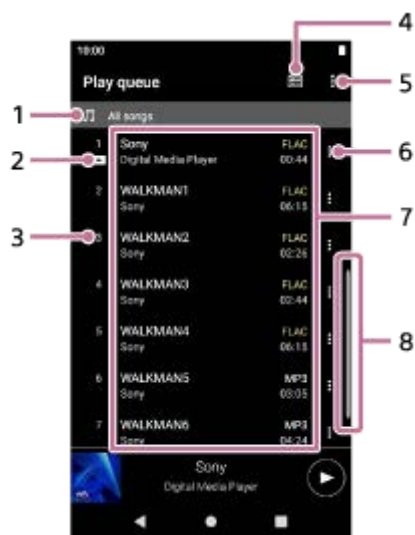 4
10:00
Play queue
5
1
All songs
1
Sony
FLAC
6
2
Digital Media Player
00:44
2
WALKMAN1
FLAC
7
Sony
06:15
3
3
WALKMAN2
FLAC
Sony
02:26
4
WALKMAN3
FLAC
Sony
02:44
8
5
WALKMAN4
FLAC
Sony
06:15
6
WALKMAN5
MP3
Sony
03:05
7
WALKMAN6
MP3
Sony
04:24
Sony
Digital Media Player